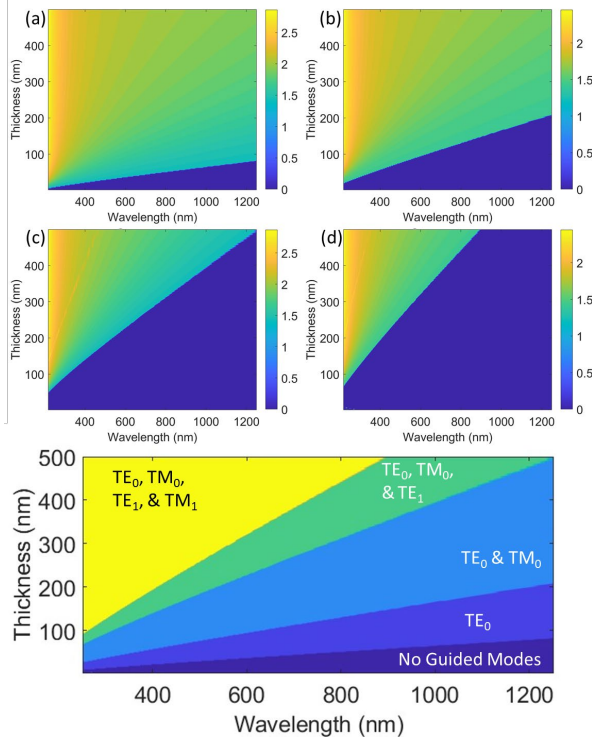 (a)
Thickness (nm)
400
300
200
100
400 600 800 1000 1200
Wavelength (nm)
2.5
2
1.5
1
0.5
0
(b)
Thickness (nm)
400
300
200
100
400 600 800 1000 1200
Wavelength (nm)
2
1.5
1
0.5
0
(c)
Thickness (nm)
400
300
200
100
400 600 800 1000 1200
Wavelength (nm)
2.5
2
1.5
1
0.5
0
(d)
Thickness (nm)
400
300
200
100
400 600 800 1000 1200
Wavelength (nm)
2
1.5
1
0.5
0
Thickness (nm)
500
400
300
200
100
TE₀, TM₀,
TE₁, & TM₁
TE₀, TM₀,
& TE₁
TE₀ & TM₀
TE₀
No Guided Modes
400 600 800 1000 1200
Wavelength (nm)